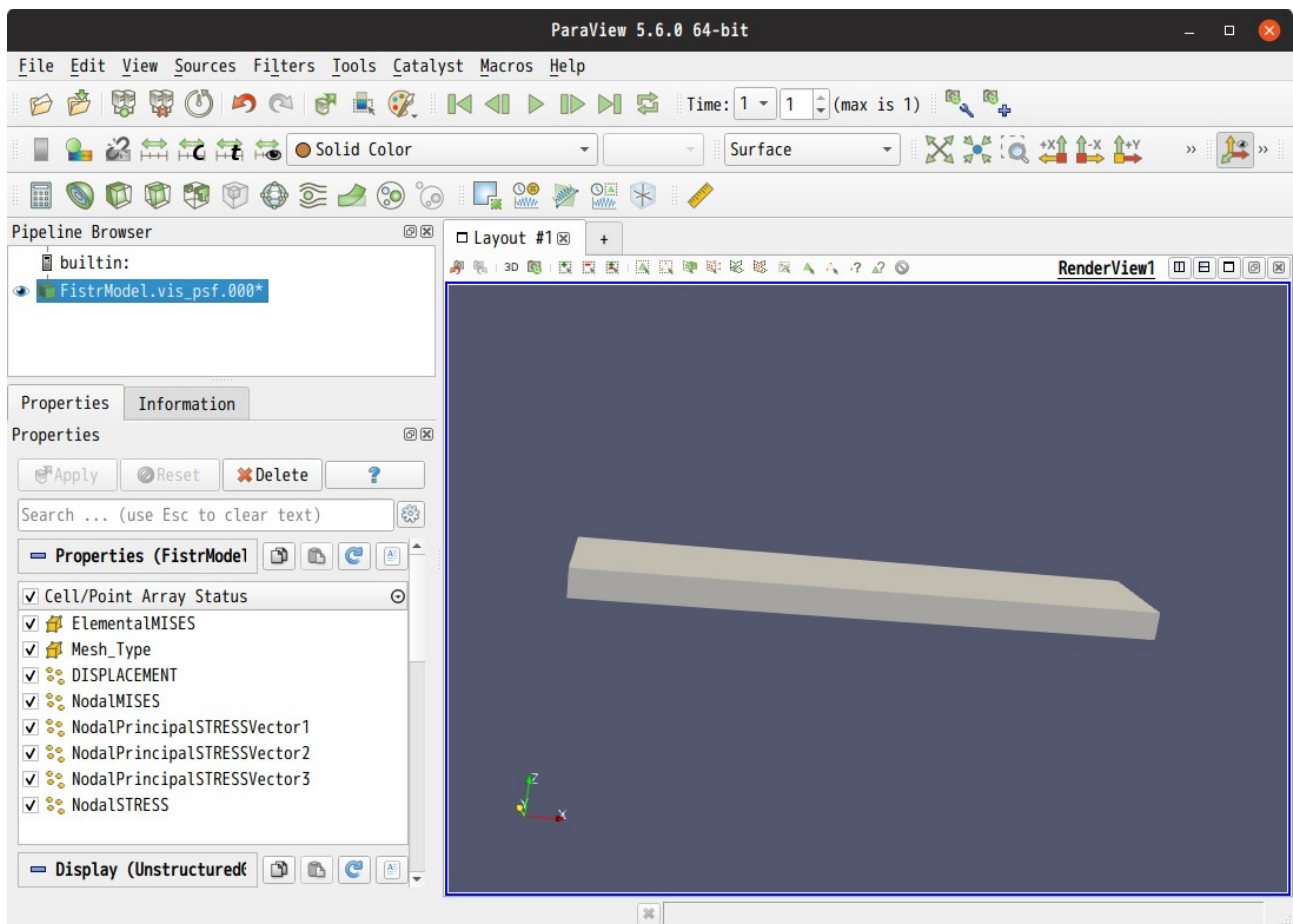 ParaView 5.6.0 64-bit
File Edit View Sources Filters Tools Catalyst Macros Help
Time: 1 1 (max is 1)
Solid Color Surface +X -X +Y »  »
Pipeline Browser
Layout #1 +
builtin:
3D RenderView1
FistrModel.vis_psf.000*
Properties Information
Properties
Apply Reset Delete ?
Search ... (use Esc to clear text)
Properties (FistrModel
Cell/Point Array Status
ElementalMISES
Mesh_Type
DISPLACEMENT
NodalMISES
NodalPrincipalSTRESSVector1
NodalPrincipalSTRESSVector2
NodalPrincipalSTRESSVector3
NodalSTRESS
Z
Y
X
Display (Unstructured